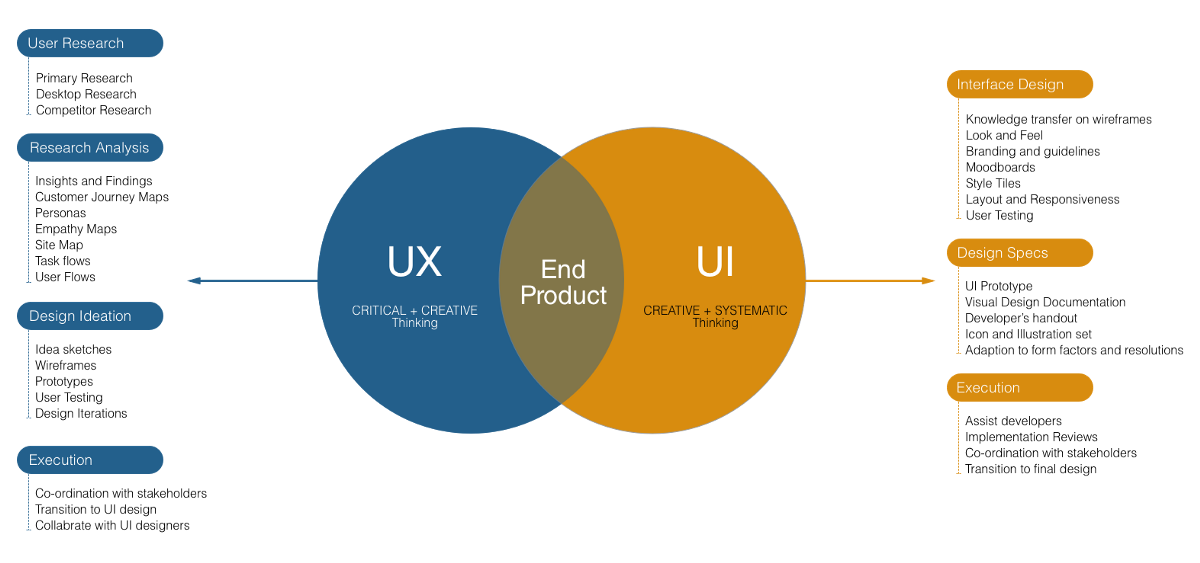 User Research
Primary Research
Desktop Research
Competitor Research
Research Analysis
Insights and Findings
Customer Journey Maps
Personas
Empathy Maps
Site Map
Task flows
User Flows
Design Ideation
Idea sketches
Wireframes
Prototypes
User Testing
Design Iterations
Execution
Co-ordination with stakeholders
Transition to UI design
Collabrate with UI designers
UX
CRITICAL + CREATIVE
Thinking
End
Product
UI
CREATIVE + SYSTEMATIC
Thinking
Interface Design
Knowledge transfer on wireframes
Look and Feel
Branding and guidelines
Moodboards
Style Tiles
Layout and Responsiveness
User Testing
Design Specs
UI Prototype
Visual Design Documentation
Developer’s handout
Icon and Illustration set
Adaption to form factors and resolutions
Execution
Assist developers
Implementation Reviews
Co-ordination with stakeholders
Transition to final design